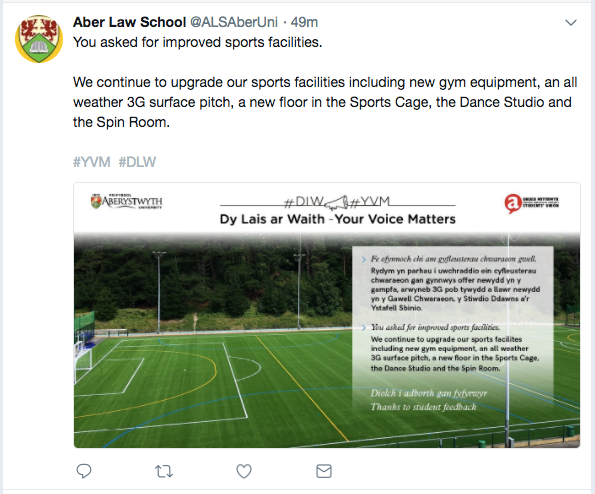 Aber Law School @ALSAberUni · 49m
You asked for improved sports facilities.
We continue to upgrade our sports facilities including new gym equipment, an all
weather 3G surface pitch, a new floor in the Sports Cage, the Dance Studio and
the Spin Room.
#YVM #DLW
PRIFYSGOL
ABERYSTWYTH
UNIVERSITY
#DLW #YVM
STUDENTS' UNION
Dy Lais ar Waith - Your Voice Matters
Fe ofynnoch chi am gyfleusterau chwaraeon gwell.
Rydym yn parhau i uwchraddio ein cyfleusterau
chwaraeon gan gynnwys offer newydd yn y
gampfa, arwyneb 3G pob tywydd a llawr newydd
yn y Gawell Chwaraeon, y Stiwdio Ddawns a'r
Ystafell Sbinio.
You asked for improved sports facilities.
We continue to upgrade our sports facilites
including new gym equipment, an all weather
3G surface pitch, a new floor in the Sports Cage,
the Dance Studio and the Spin Room.
Diolch i adborth gan fyfyrwyr
Thanks to student feedback